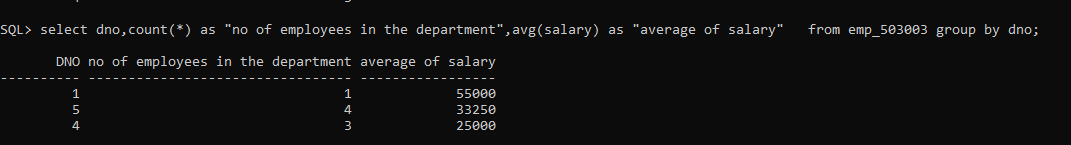 SQL> select dno,count(*) as "no of employees in the department",avg(salary) as "average of salary"   from emp_503003 group by dno;
       DNO no of employees in the department average of salary
---------- --------------------------------- -----------------
         1                                 1             55000
         5                                 4             33250
         4                                 3             25000